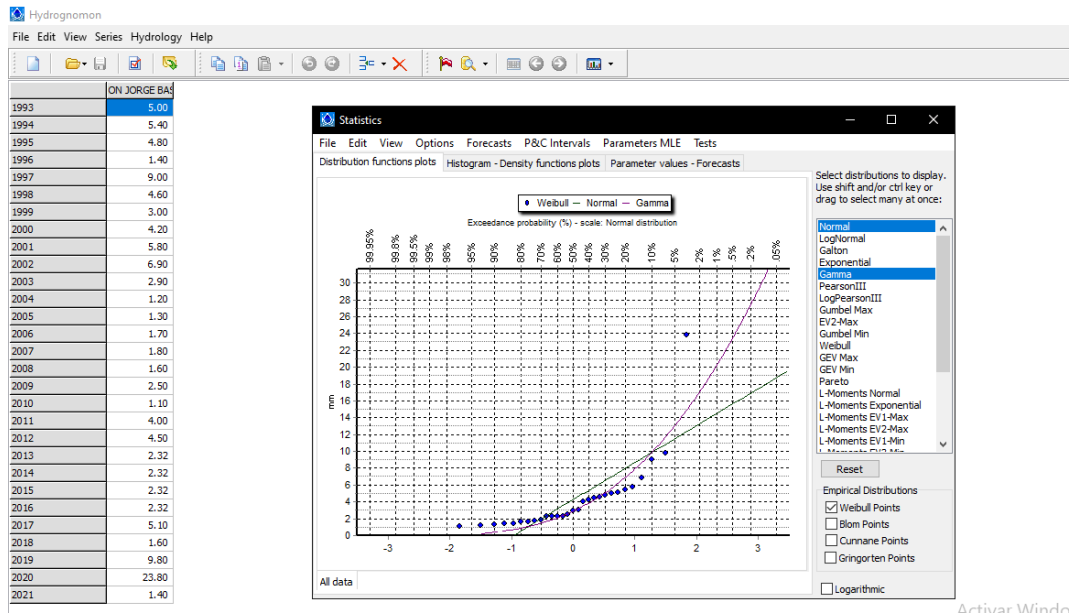 Hydrognomon
File Edit View Series Hydrology Help
ON JORGE BAS
1993 5.00
1994 5.40
1995 4.80
1996 1.40
1997 9.00
1998 4.60
1999 3.00
2000 4.20
2001 5.80
2002 6.90
2003 2.90
2004 1.20
2005 1.30
2006 1.70
2007 1.80
2008 1.60
2009 2.50
2010 1.10
2011 4.00
2012 4.50
2013 2.32
2014 2.32
2015 2.32
2016 2.32
2017 5.10
2018 1.60
2019 9.80
2020 23.80
2021 1.40
Statistics
File Edit View Options Forecasts P&C Intervals Parameters MLE Tests
Distribution functions plots Histogram - Density functions plots Parameter values - Forecasts
Weibull Normal Gamma
Exceedance probability (%) - scale: Normal distribution
99.95% 99.8% 99.5% 99% 98% 95% 90% 80% 70% 60% 50% 40% 30% 20% 10% 5% 2% 1% .5% .2% .05%
30
28
26
24
22
20
18
16
14
12
10
8
6
4
2
0
mm
-3 -2 -1 0 1 2 3
All data
Select distributions to display.
Use shift and/or ctrl key or
drag to select many at once:
Normal
LogNormal
Galton
Exponential
Gamma
PearsonIII
LogPearsonIII
Gumbel Max
EV2-Max
Gumbel Min
Weibull
GEV Max
GEV Min
Pareto
L-Moments Normal
L-Moments Exponential
L-Moments EV1-Max
L-Moments EV2-Max
L-Moments EV1-Min
Reset
Empirical Distributions
Weibull Points
Blom Points
Cunnane Points
Gringorten Points
Logarithmic
Activar Windo